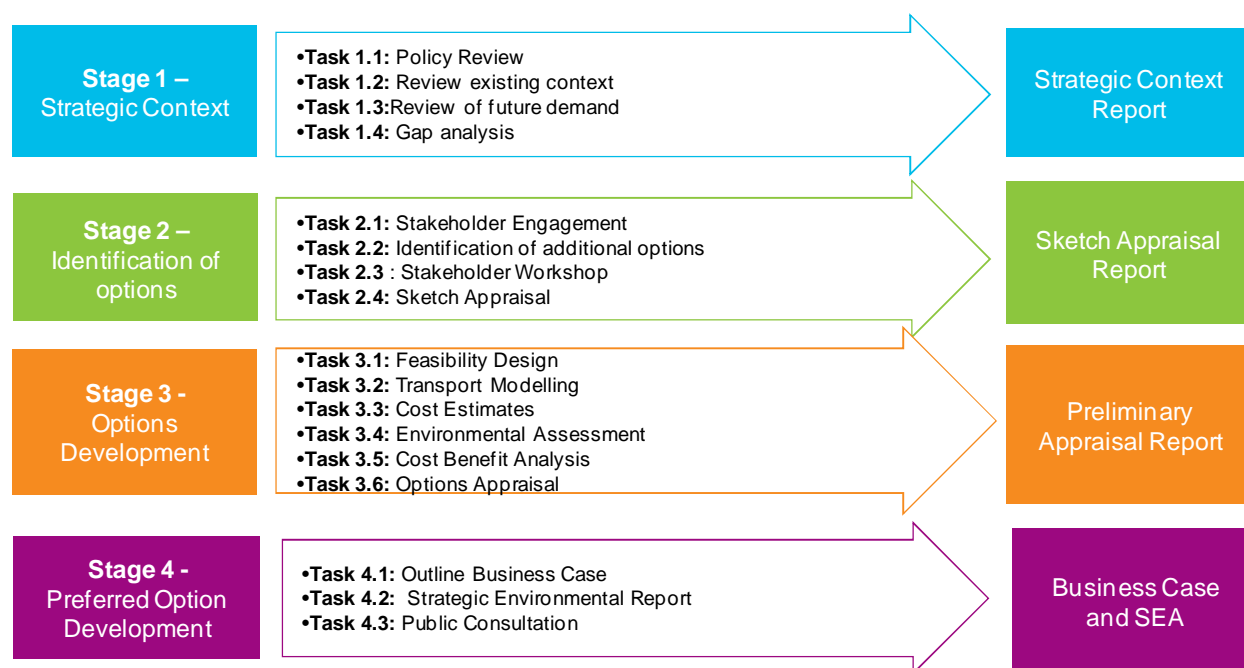 Stage 1 –
Strategic Context
•Task 1.1: Policy Review
•Task 1.2: Review existing context
•Task 1.3:Review of future demand
•Task 1.4: Gap analysis
Strategic Context
Report
Stage 2 –
Identification of
options
•Task 2.1: Stakeholder Engagement
•Task 2.2: Identification of additional options
•Task 2.3 : Stakeholder Workshop
•Task 2.4: Sketch Appraisal
Sketch Appraisal
Report
Stage 3 -
Options
Development
•Task 3.1: Feasibility Design
•Task 3.2: Transport Modelling
•Task 3.3: Cost Estimates
•Task 3.4: Environmental Assessment
•Task 3.5: Cost Benefit Analysis
•Task 3.6: Options Appraisal
Preliminary
Appraisal Report
Stage 4 -
Preferred Option
Development
•Task 4.1: Outline Business Case
•Task 4.2: Strategic Environmental Report
•Task 4.3: Public Consultation
Business Case
and SEA